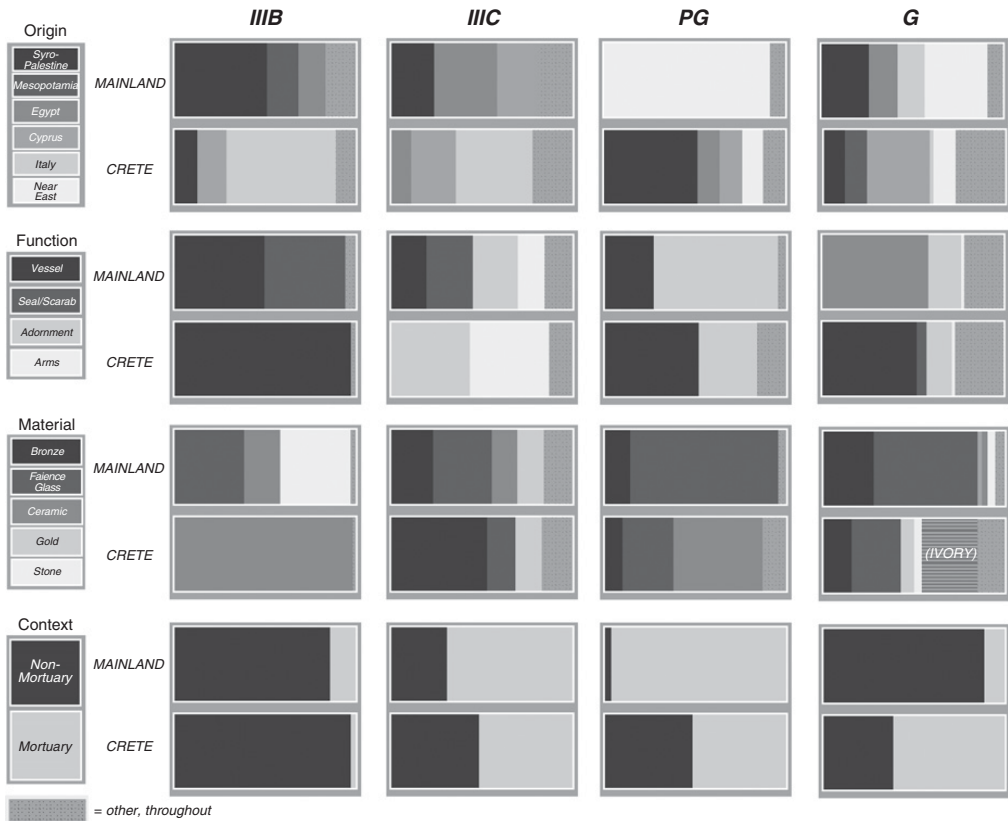 IIIB IIIC PG G
Origin
Syro-
Palestine
Mesopotamia
Egypt
Cyprus
Italy
Near
East
MAINLAND
CRETE
Function
Vessel
Seal/Scarab
Adornment
Arms
MAINLAND
CRETE
Material
Bronze
Faience
Glass
Ceramic
Gold
Stone
MAINLAND
CRETE
(IVORY)
Context
Non-
Mortuary
Mortuary
MAINLAND
CRETE
= other, throughout